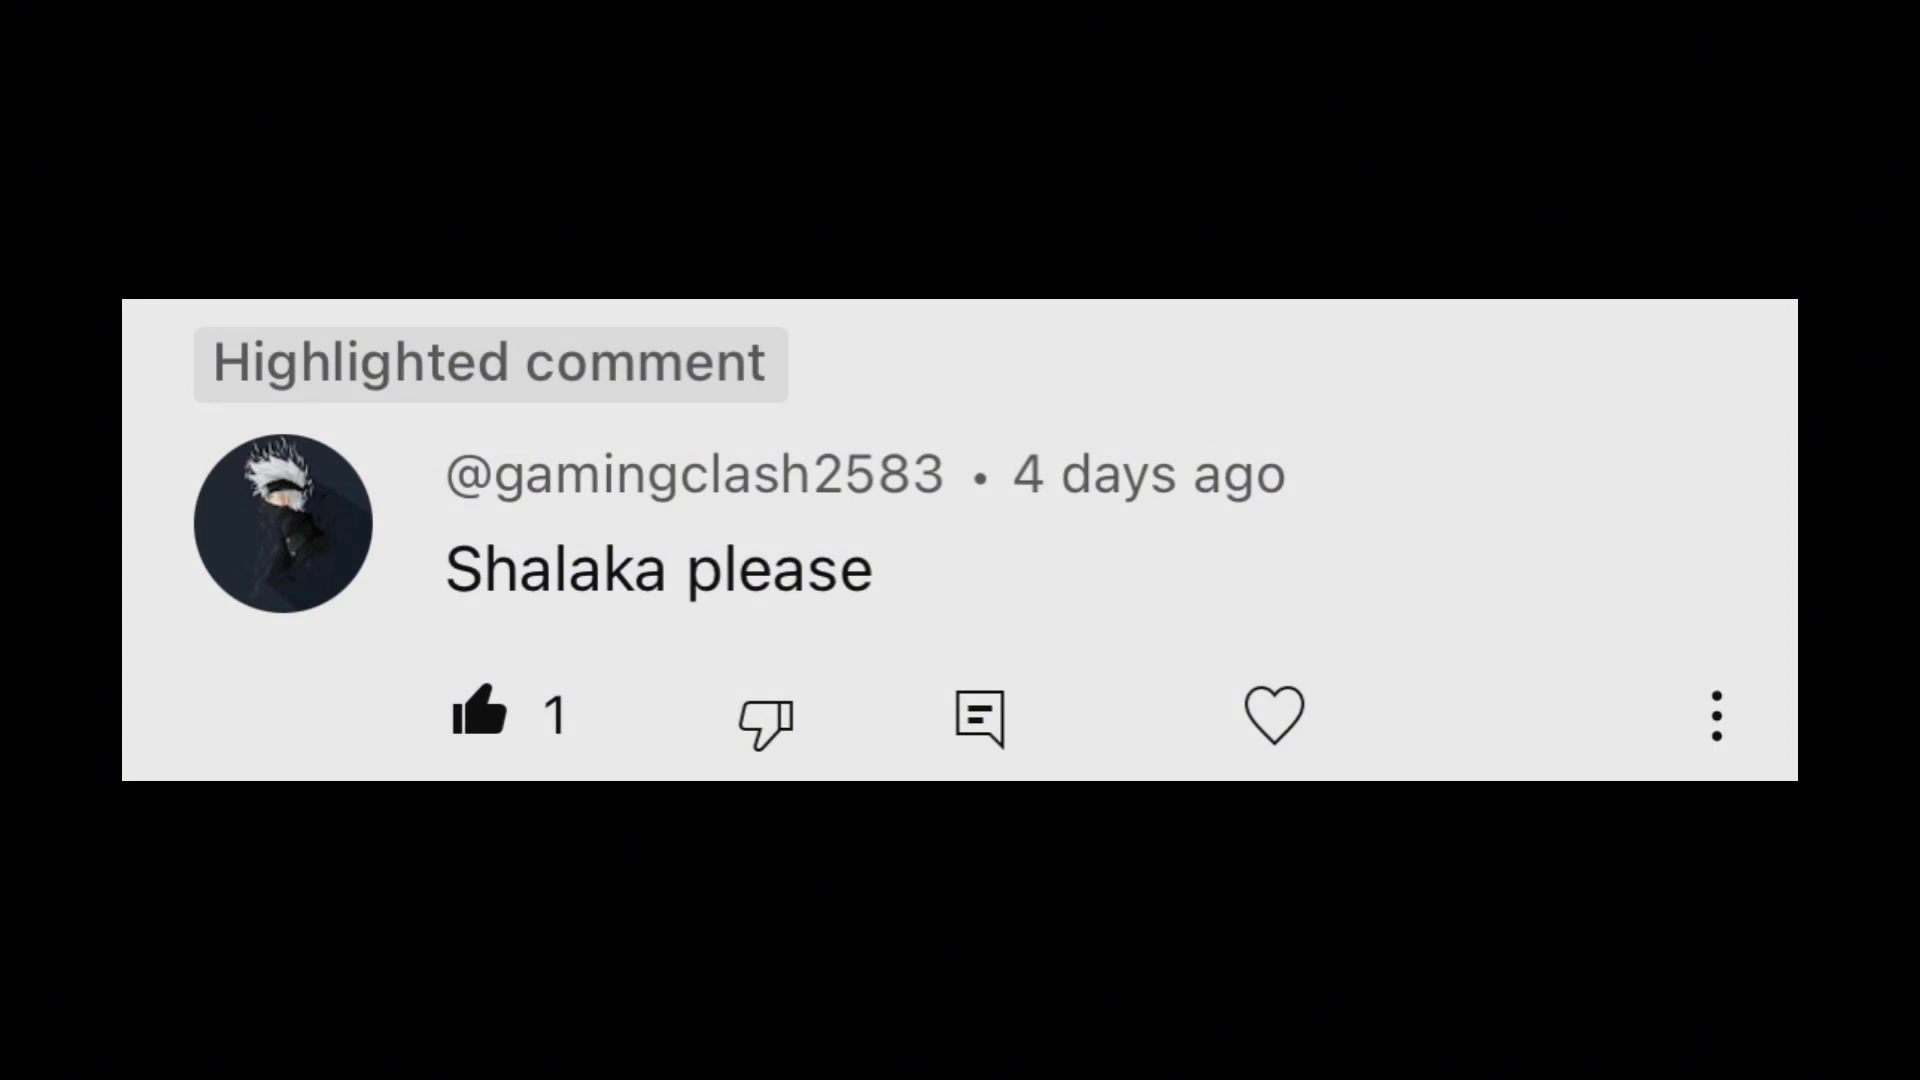 Highlighted comment
@gamingclash2583 • 4 days ago
Shalaka please
1